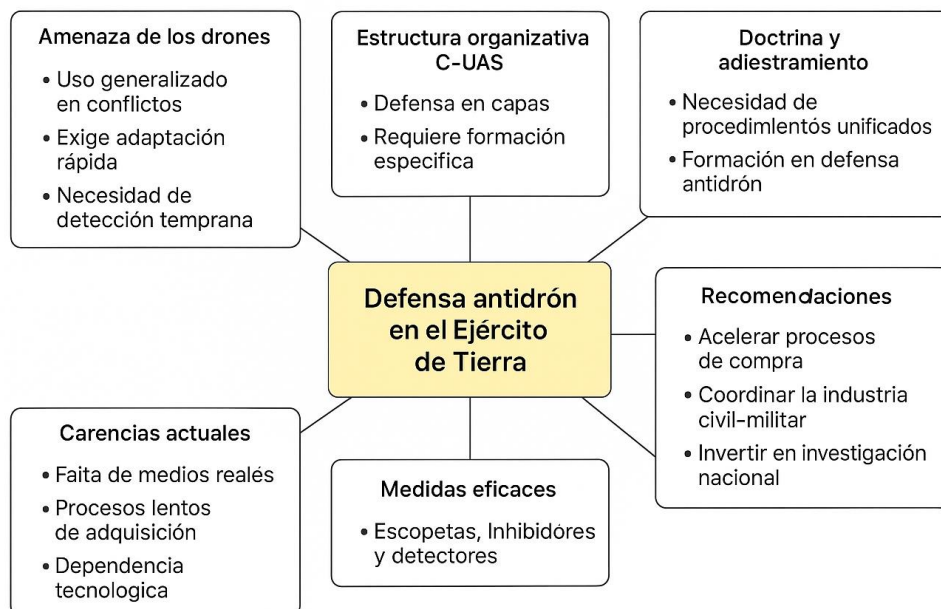 Amenaza de los drones
• Uso generalizado
en conflictos
• Exige adaptación
rápida
• Necesidad de
detección temprana
Estructura organizativa
C-UAS
• Defensa en capas
• Requiere formación
especifica
Doctrina y
adiestramiento
• Necesidad de
procedimlentós unificados
• Formación en defensa
antidrón
Defensa antidrón
en el Ejército
de Tierra
Recomendaciones
• Acelerar procesos
de compra
• Coordinar la industria
civil-militar
• Invertir en investigación
nacional
Carencias actuales
• Faita de medios realés
• Procesos lentos
de adquisición
• Dependencia
tecnologica
Medidas eficaces
• Escopetas, Inhibidóres
y detectores